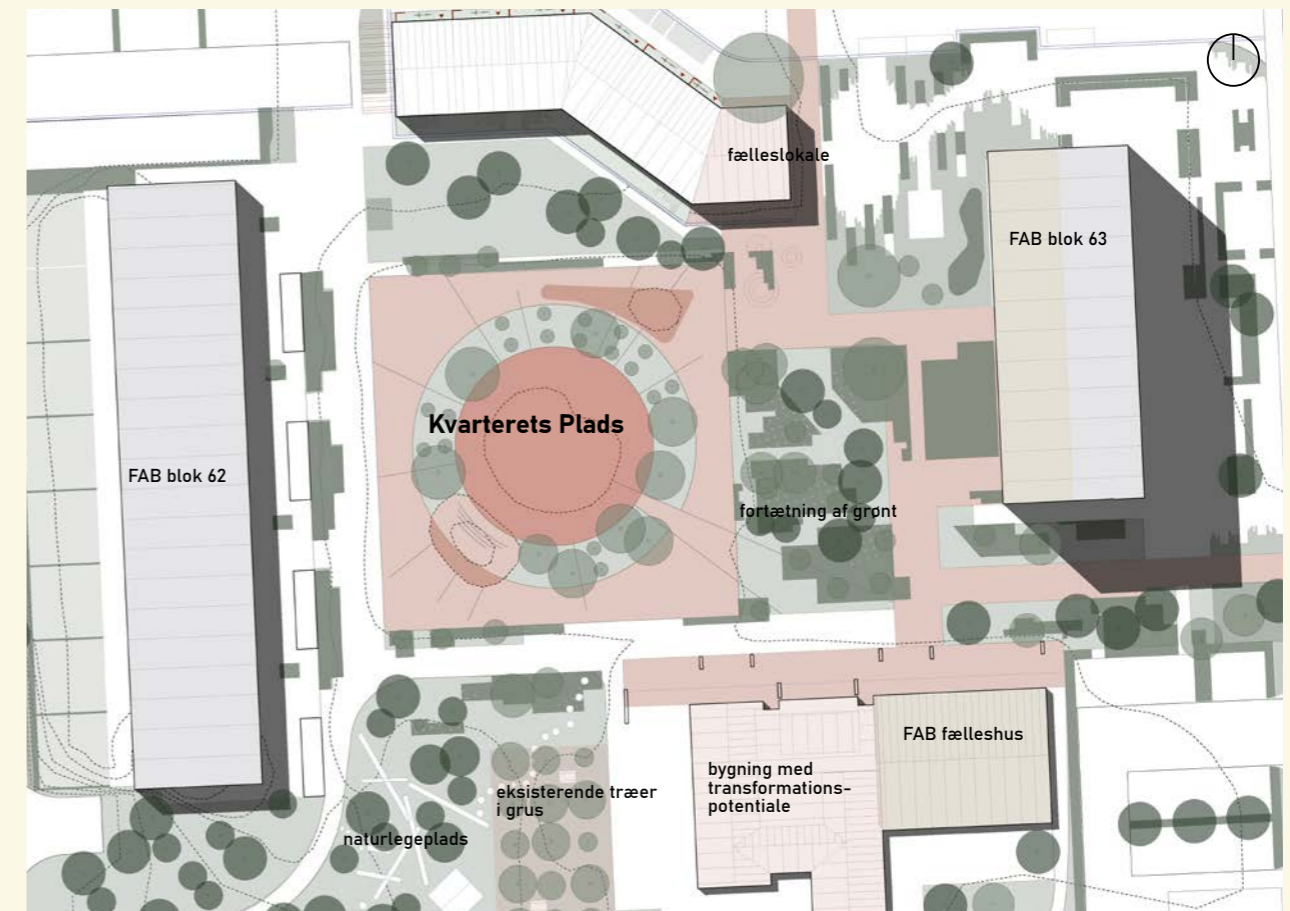 fælleslokale
FAB blok 63
Kvarterets Plads
FAB blok 62
fortætning af grønt
FAB fælleshus
bygning med
transformations-
potentiale
eksisterende træer
i grus
naturlegeplads